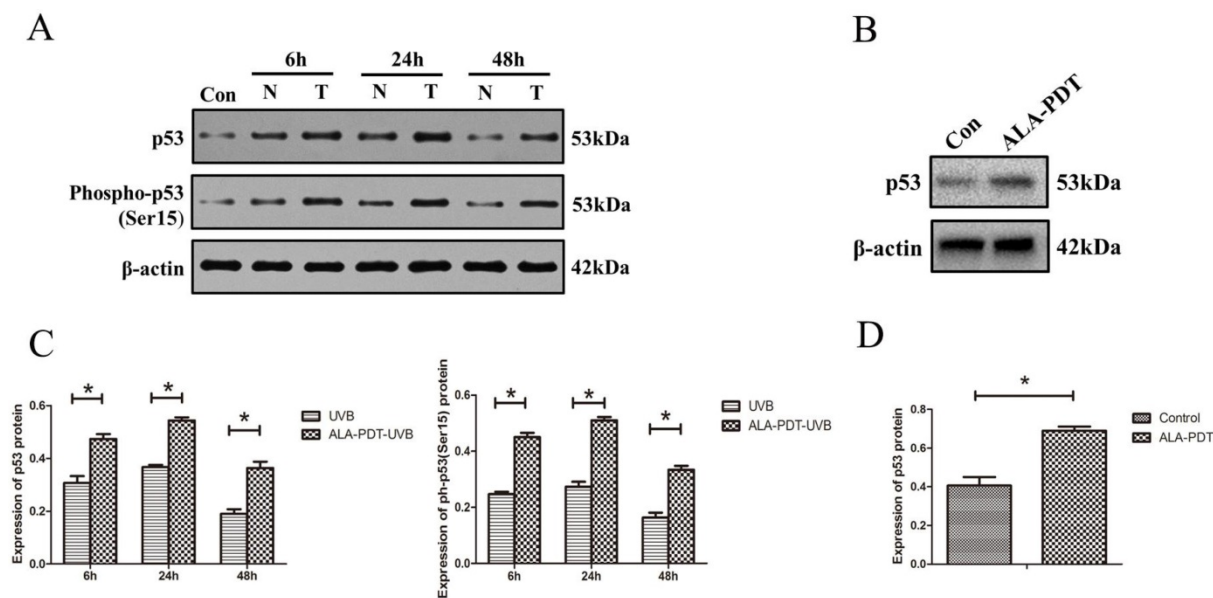 A
6h 24h 48h
Con N T N T N T
p53 53kDa
Phospho-p53
(Ser15) 53kDa
β-actin 42kDa
B
Con ALA-PDT
p53 53kDa
β-actin 42kDa
C
Expression of p53 protein
0.6
0.4
0.2
0.0
* * *
6h 24h 48h
UVB
ALA-PDT-UVB
Expression of ph-p53(Ser15) protein
0.6
0.4
0.2
0.0
* * *
6h 24h 48h
UVB
ALA-PDT-UVB
D
Expression of p53 protein
0.8
0.6
0.4
0.2
0.0
*
Control
ALA-PDT